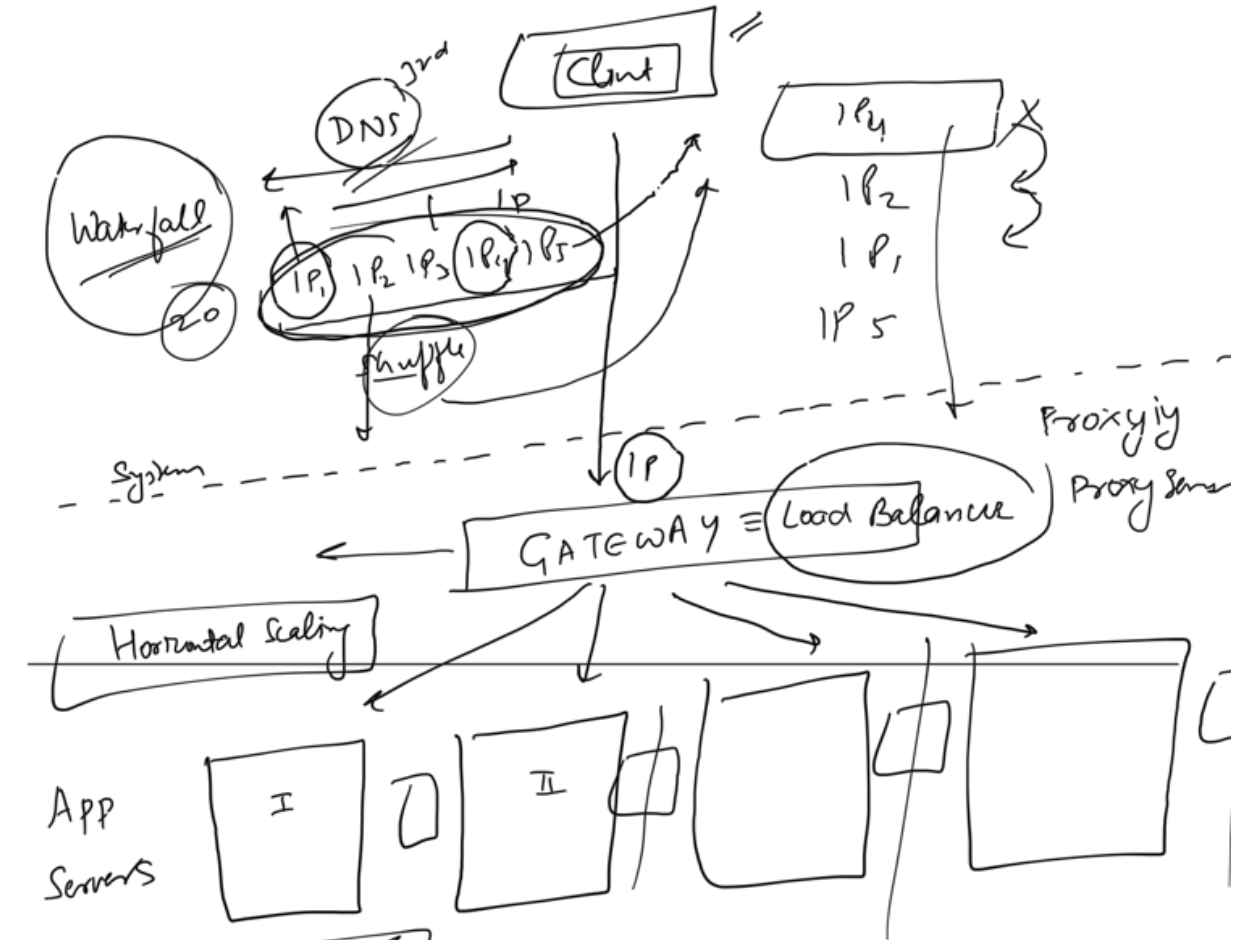 Client
3rd
DNS
IP4
IP2
IP1
IP5
IP
Waterfall
20
IP1 IP2 IP3 IP4 IP5
shuffle
System
IP
Proxy
Proxy Server
GATEWAY ≡ Load Balancer
Horizontal Scaling
App
Servers
I
II